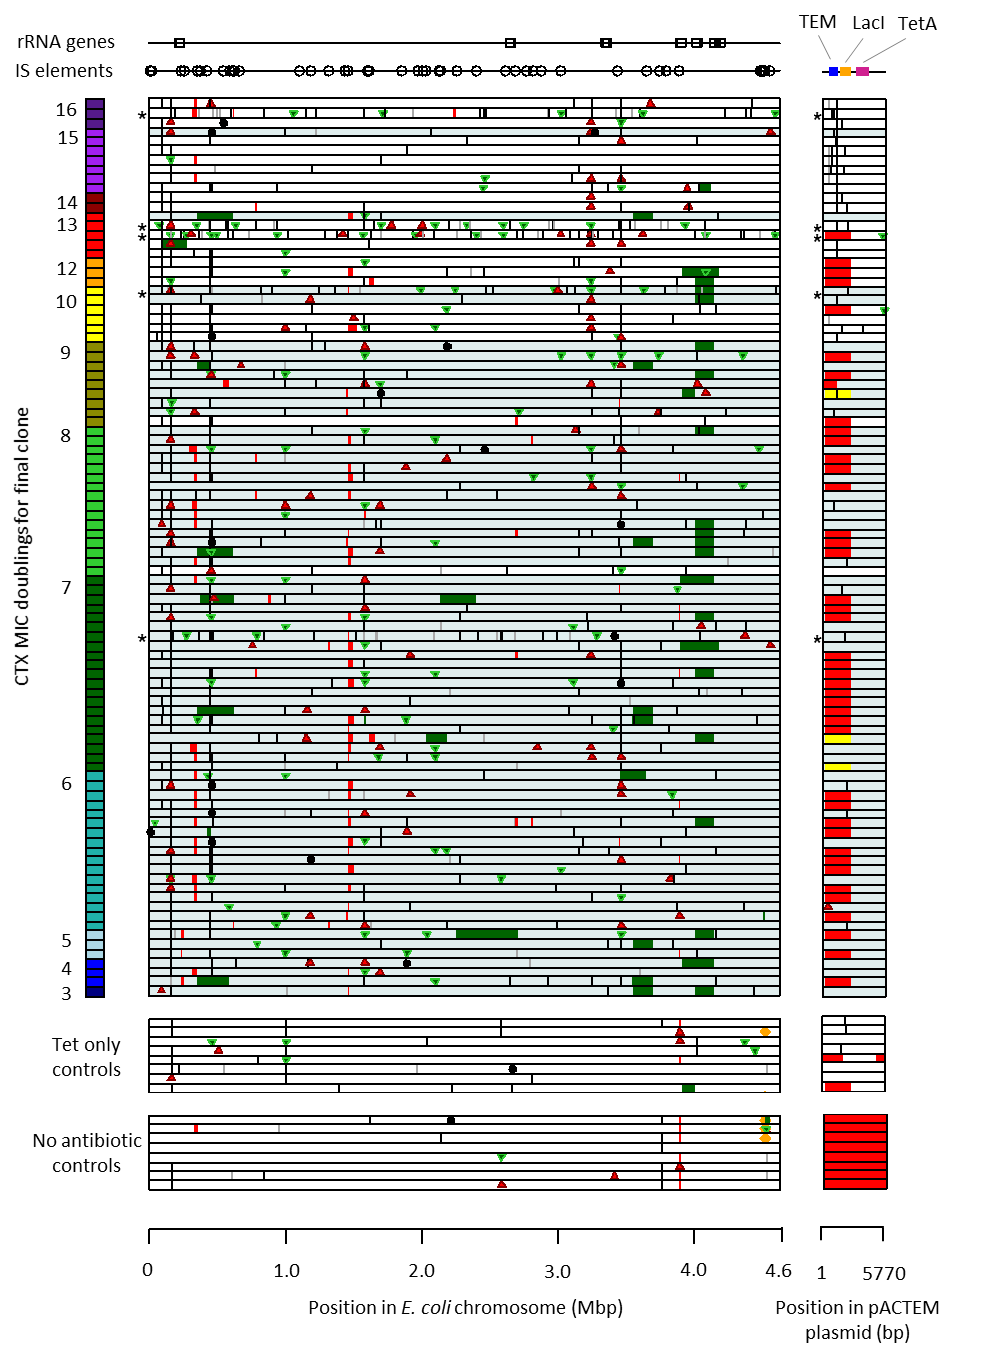 TEM LacI TetA
rRNA genes
IS elements
16
*
*
15
14
13
*
*
*
*
12
*
*
10
9
8
7
*
*
6
5
4
3
CTX MIC doublings for final clone
Tet only
controls
No antibiotic
controls
0 1.0 2.0 3.0 4.0 4.6
1 5770
Position in E. coli chromosome (Mbp)
Position in pACTEM
plasmid (bp)